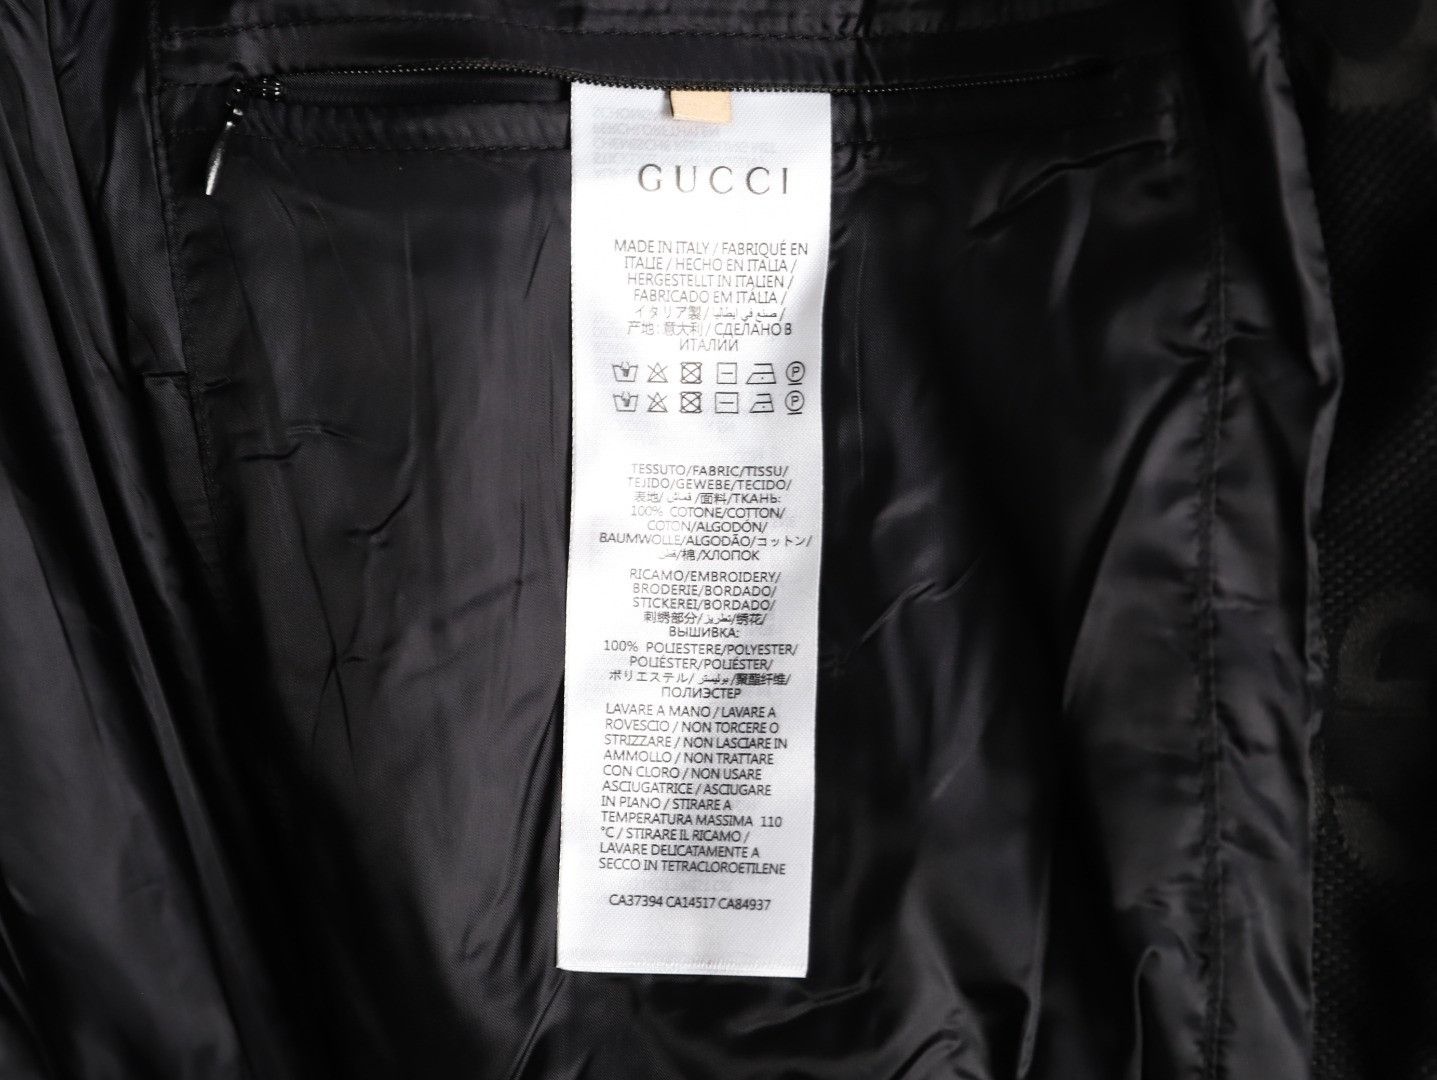 GUCCI
MADE IN ITALY / FABRIQUÉ EN
ITALIE / HECHO EN ITALIA /
HERGESTELLT IN ITALIEN /
FABRICADO EM ITÁLIA /
イタリア製 / صنع في إيطاليا /
产地: 意大利 / СДЕЛАНО В
ИТАЛИИ
P
P
TESSUTO/FABRIC/TISSU/
TEJIDO/GEWEBE/TECIDO/
表地/ قماش /面料/ТКАНЬ:
100% COTONE/COTTON/
COTON/ALGODÓN/
BAUMWOLLE/ALGODÃO/コットン/
قطن/棉/ХЛОПОК
RICAMO/EMBROIDERY/
BRODERIE/BORDADO/
STICKEREI/BORDADO/
刺绣部分/تطريز/绣花/
ВЫШИВКА:
100% POLIESTERE/POLYESTER/
POLIÉSTER/POLIÉSTER/
ポリエステル/ بوليستر/聚酯纤维/
ПОЛИЭСТЕР
LAVARE A MANO / LAVARE A
ROVESCIO / NON TORCERE O
STRIZZARE / NON LASCIARE IN
AMMOLLO / NON TRATTARE
CON CLORO / NON USARE
ASCIUGATRICE / ASCIUGARE
IN PIANO / STIRARE A
TEMPERATURA MASSIMA 110
°C / STIRARE IL RICAMO /
LAVARE DELICATAMENTE A
SECCO IN TETRACLOROETILENE
CA37394 CA14517 CA84937